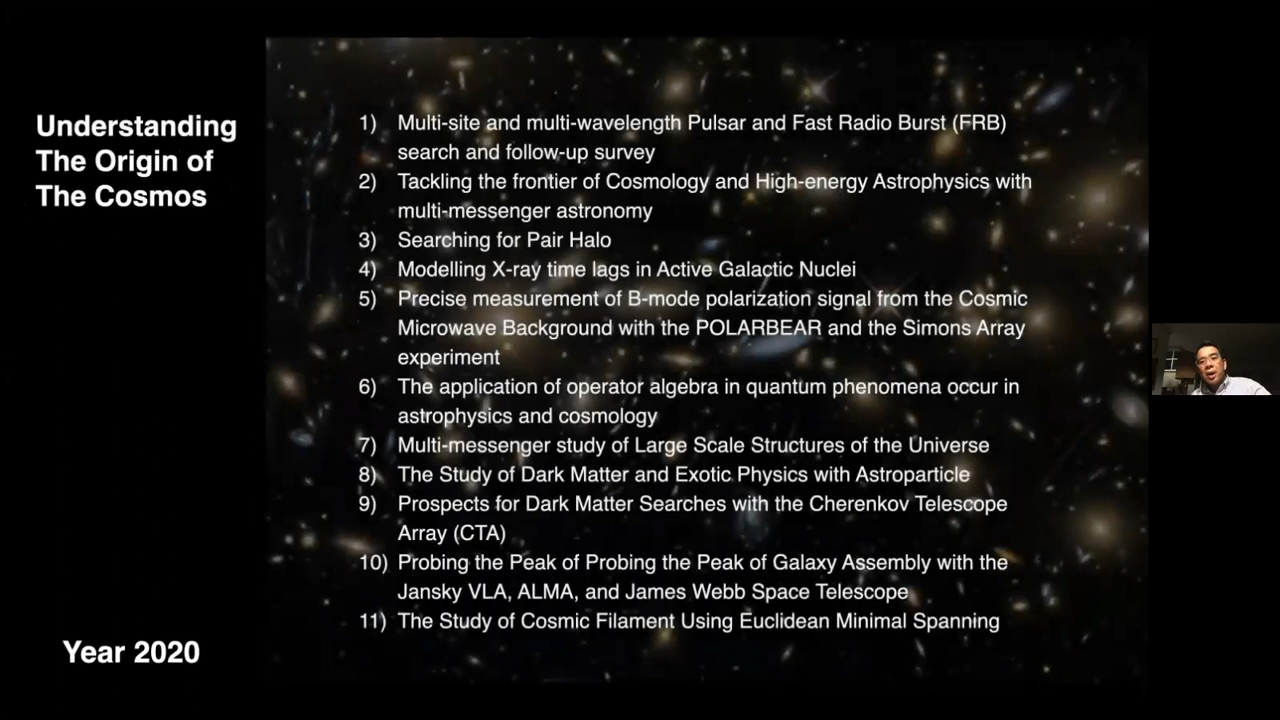 Understanding
The Origin of
The Cosmos
1) Multi-site and multi-wavelength Pulsar and Fast Radio Burst (FRB)
search and follow-up survey
2) Tackling the frontier of Cosmology and High-energy Astrophysics with
multi-messenger astronomy
3) Searching for Pair Halo
4) Modelling X-ray time lags in Active Galactic Nuclei
5) Precise measurement of B-mode polarization signal from the Cosmic
Microwave Background with the POLARBEAR and the Simons Array
experiment
6) The application of operator algebra in quantum phenomena occur in
astrophysics and cosmology
7) Multi-messenger study of Large Scale Structures of the Universe
8) The Study of Dark Matter and Exotic Physics with Astroparticle
9) Prospects for Dark Matter Searches with the Cherenkov Telescope
Array (CTA)
10) Probing the Peak of Probing the Peak of Galaxy Assembly with the
Jansky VLA, ALMA, and James Webb Space Telescope
11) The Study of Cosmic Filament Using Euclidean Minimal Spanning
Year 2020